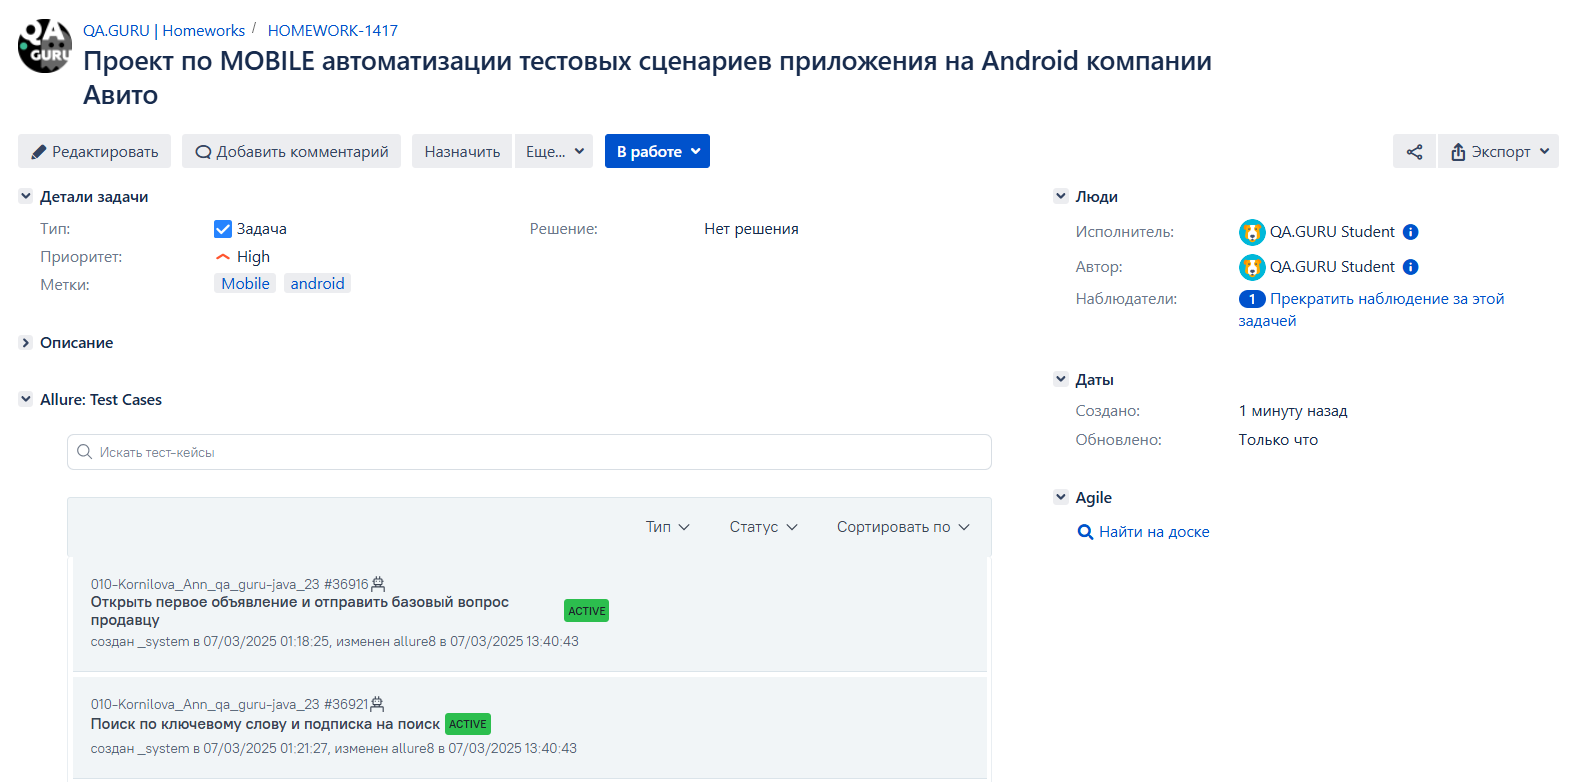 QA
GURU
QA.GURU | Homeworks / HOMEWORK-1417
Проект по MOBILE автоматизации тестовых сценариев приложения на Android компании
Авито
Редактировать Добавить комментарий Назначить Еще... В работе Экспорт
Детали задачи
Тип: Задача Решение: Нет решения
Приоритет: High
Метки: Mobile android
Описание
Allure: Test Cases
Искать тест-кейсы
Тип Статус Сортировать по
010-Kornilova_Ann_qa_guru-java_23 #36916
Открыть первое объявление и отправить базовый вопрос
продавцу
ACTIVE
создан _system в 07/03/2025 01:18:25, изменен allure8 в 07/03/2025 13:40:43
010-Kornilova_Ann_qa_guru-java_23 #36921
Поиск по ключевому слову и подписка на поиск ACTIVE
создан _system в 07/03/2025 01:21:27, изменен allure8 в 07/03/2025 13:40:43
Люди
Исполнитель: QA.GURU Student
Автор: QA.GURU Student
Наблюдатели: 1 Прекратить наблюдение за этой
задачей
Даты
Создано: 1 минуту назад
Обновлено: Только что
Agile
Найти на доске